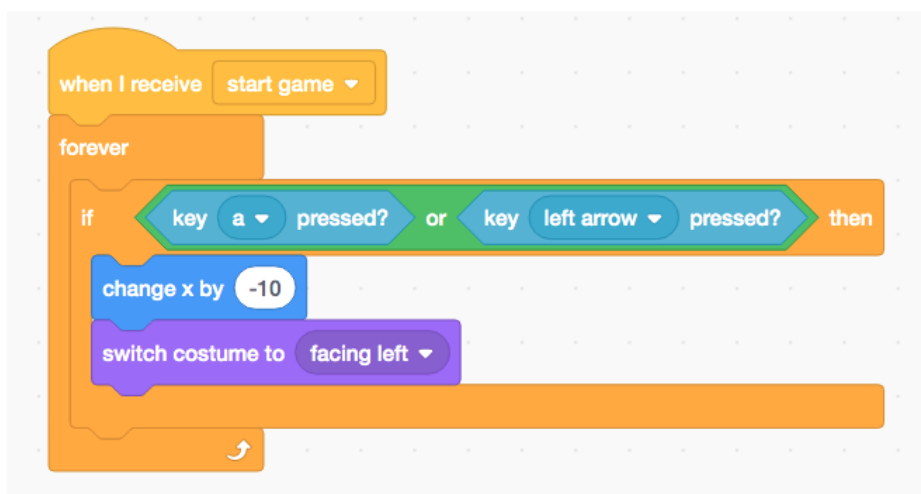 when I receive start game
forever
if key a pressed? or key left arrow pressed? then
change x by -10
switch costume to facing left